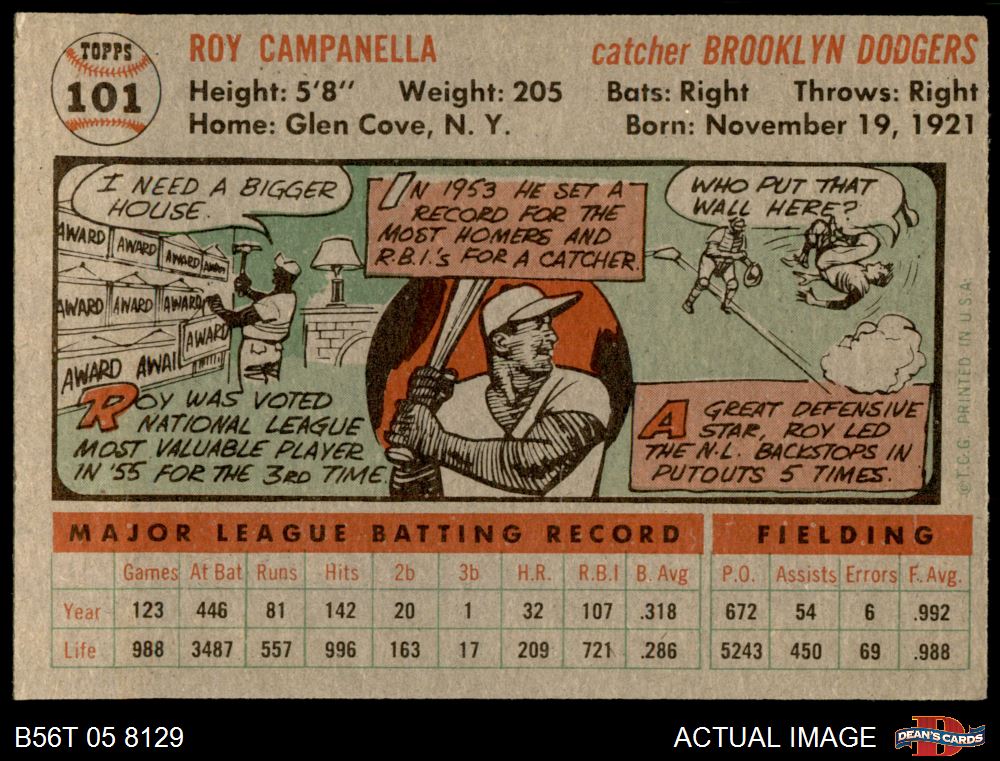 TOPPS
101
ROY CAMPANELLA
catcher BROOKLYN DODGERS
Height: 5'8" Weight: 205 Bats: Right Throws: Right
Home: Glen Cove, N. Y. Born: November 19, 1921
I NEED A BIGGER
HOUSE.
AWARD AWARD AWARD AWARD
AWARD AWARD AWARD
AWARD
AWARD AWAI
ROY WAS VOTED
NATIONAL LEAGUE
MOST VALUABLE PLAYER
IN '55 FOR THE 3RD TIME.
IN 1953 HE SET A
RECORD FOR THE
MOST HOMERS AND
R.B.I.'S FOR A CATCHER.
WHO PUT THAT
WALL HERE?
A GREAT DEFENSIVE
STAR, ROY LED
THE N.L. BACKSTOPS IN
PUTOUTS 5 TIMES.
©T.C.G. PRINTED IN U.S.A.
MAJOR LEAGUE BATTING RECORD FIELDING
Games At Bat Runs Hits 2b 3b H.R. R.B.I B. Avg P.O. Assists Errors F. Avg.
Year 123 446 81 142 20 1 32 107 .318 672 54 6 .992
Life 988 3487 557 996 163 17 209 721 .286 5243 450 69 .988
B56T 05 8129
ACTUAL IMAGE
DEAN'S CARDS